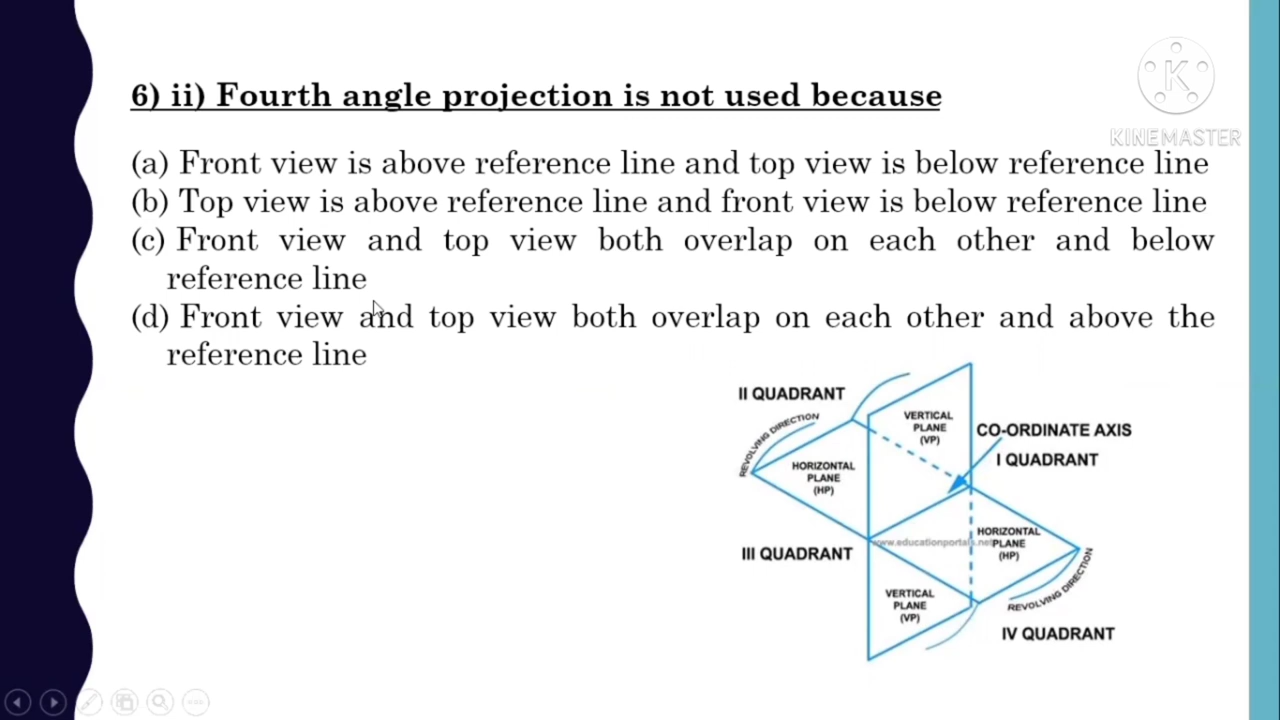 6) ii) Fourth angle projection is not used because
K
KINEMASTER
(a) Front view is above reference line and top view is below reference line
(b) Top view is above reference line and front view is below reference line
(c) Front view and top view both overlap on each other and below
reference line
(d) Front view and top view both overlap on each other and above the
reference line
II QUADRANT
REVOLVING DIRECTION
VERTICAL
PLANE
(VP)
CO-ORDINATE AXIS
I QUADRANT
HORIZONTAL
PLANE
(HP)
HORIZONTAL
PLANE
(HP)
www.educationportals.net
III QUADRANT
VERTICAL
PLANE
(VP)
REVOLVING DIRECTION
IV QUADRANT